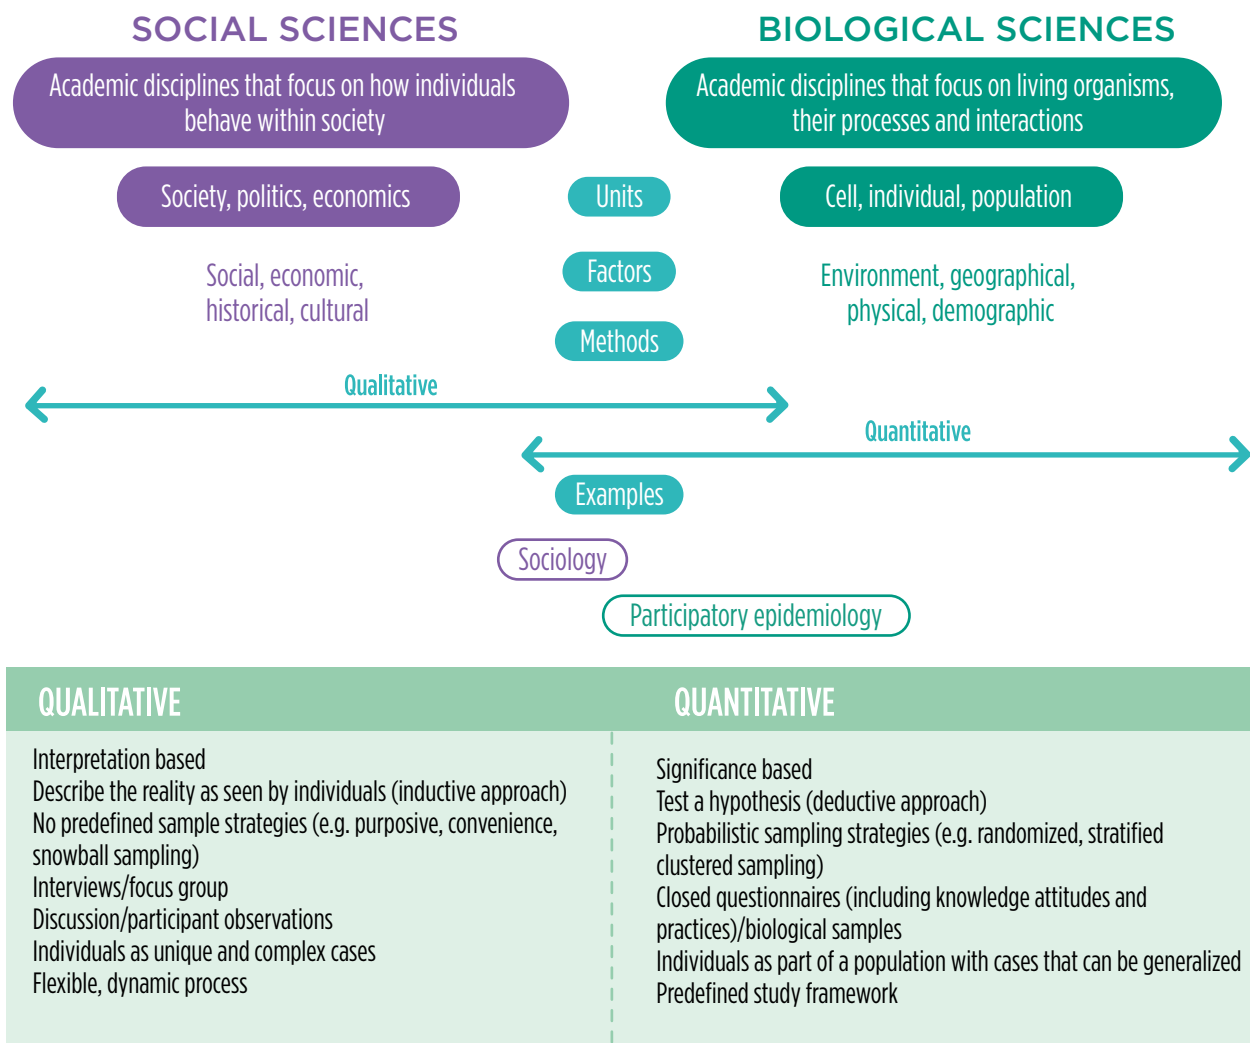 SOCIAL SCIENCES
BIOLOGICAL SCIENCES
Academic disciplines that focus on how individuals
behave within society
Academic disciplines that focus on living organisms,
their processes and interactions
Society, politics, economics
Units
Cell, individual, population
Social, economic,
historical, cultural
Factors
Environment, geographical,
physical, demographic
Methods
Qualitative
Quantitative
Examples
Sociology
Participatory epidemiology
QUALITATIVE
Interpretation based
Describe the reality as seen by individuals (inductive approach)
No predefined sample strategies (e.g. purposive, convenience,
snowball sampling)
Interviews/focus group
Discussion/participant observations
Individuals as unique and complex cases
Flexible, dynamic process
QUANTITATIVE
Significance based
Test a hypothesis (deductive approach)
Probabilistic sampling strategies (e.g. randomized, stratified
clustered sampling)
Closed questionnaires (including knowledge attitudes and
practices)/biological samples
Individuals as part of a population with cases that can be generalized
Predefined study framework